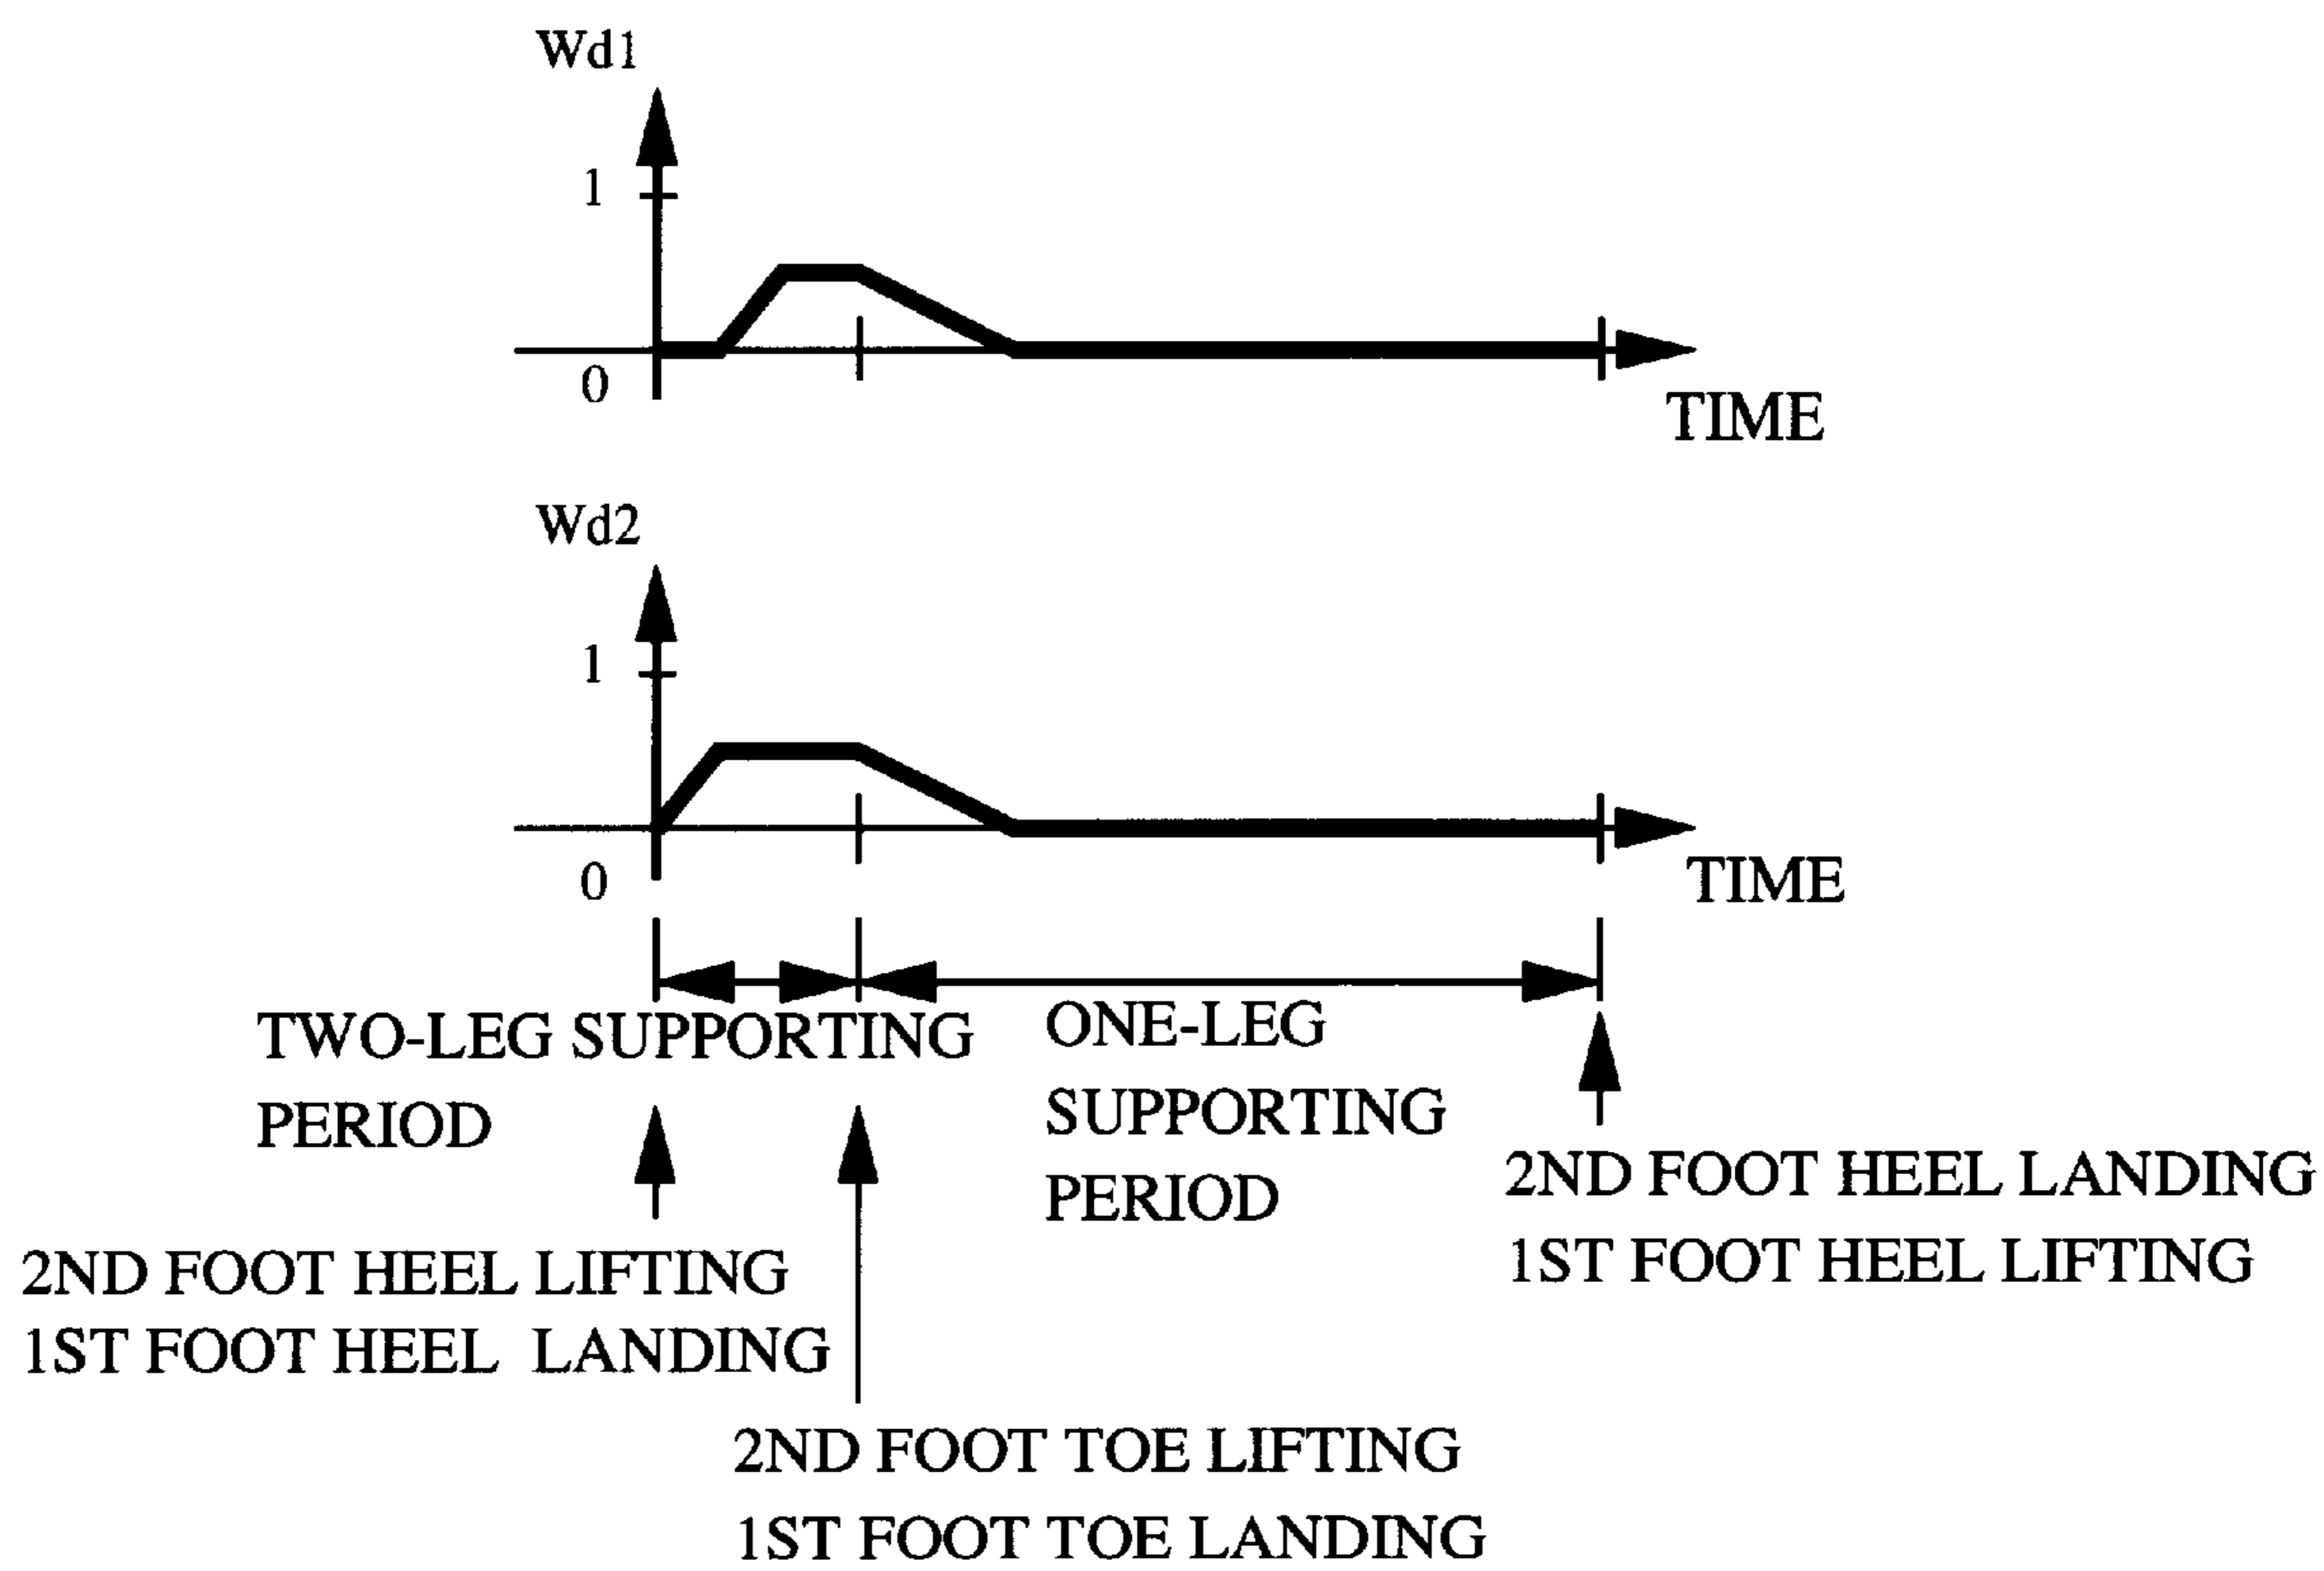 Wd1
1
0
TIME
Wd2
1
0
TIME
TWO-LEG SUPPORTING
PERIOD
ONE-LEG
SUPPORTING
PERIOD
2ND FOOT HEEL LANDING
1ST FOOT HEEL LIFTING
2ND FOOT HEEL LIFTING
1ST FOOT HEEL LANDING
2ND FOOT TOE LIFTING
1ST FOOT TOE LANDING